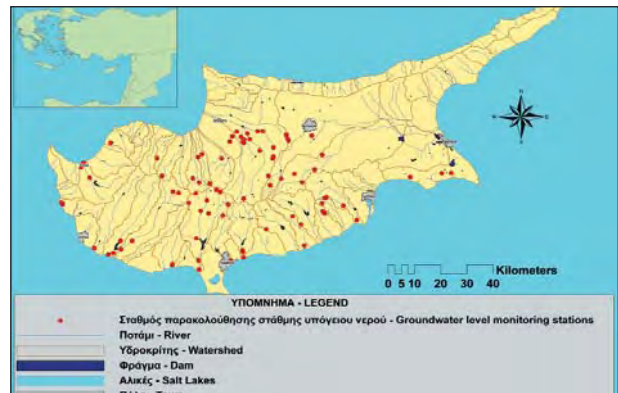 Kilometers
0 5 10 20 30 40
ΥΠΟΜΝΗΜΑ - LEGEND
Σταθμός παρακολούθησης στάθμης υπόγειου νερού - Groundwater level monitoring stations
Ποτάμι - River
Υδροκρίτης - Watershed
Φράγμα - Dam
Αλικές - Salt Lakes